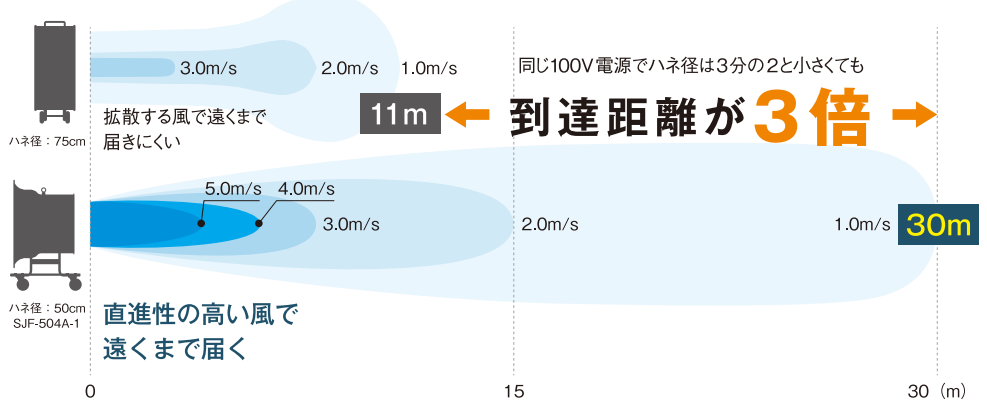 3.0m/s
2.0m/s
1.0m/s
同じ100V電源でハネ径は3分の2と小さくても
11m
到達距離が3倍
拡散する風で遠くまで
届きにくい
ハネ径：75cm
5.0m/s
4.0m/s
3.0m/s
2.0m/s
1.0m/s
30m
ハネ径：50cm
SJF-504A-1
直進性の高い風で
遠くまで届く
0
15
30（m）